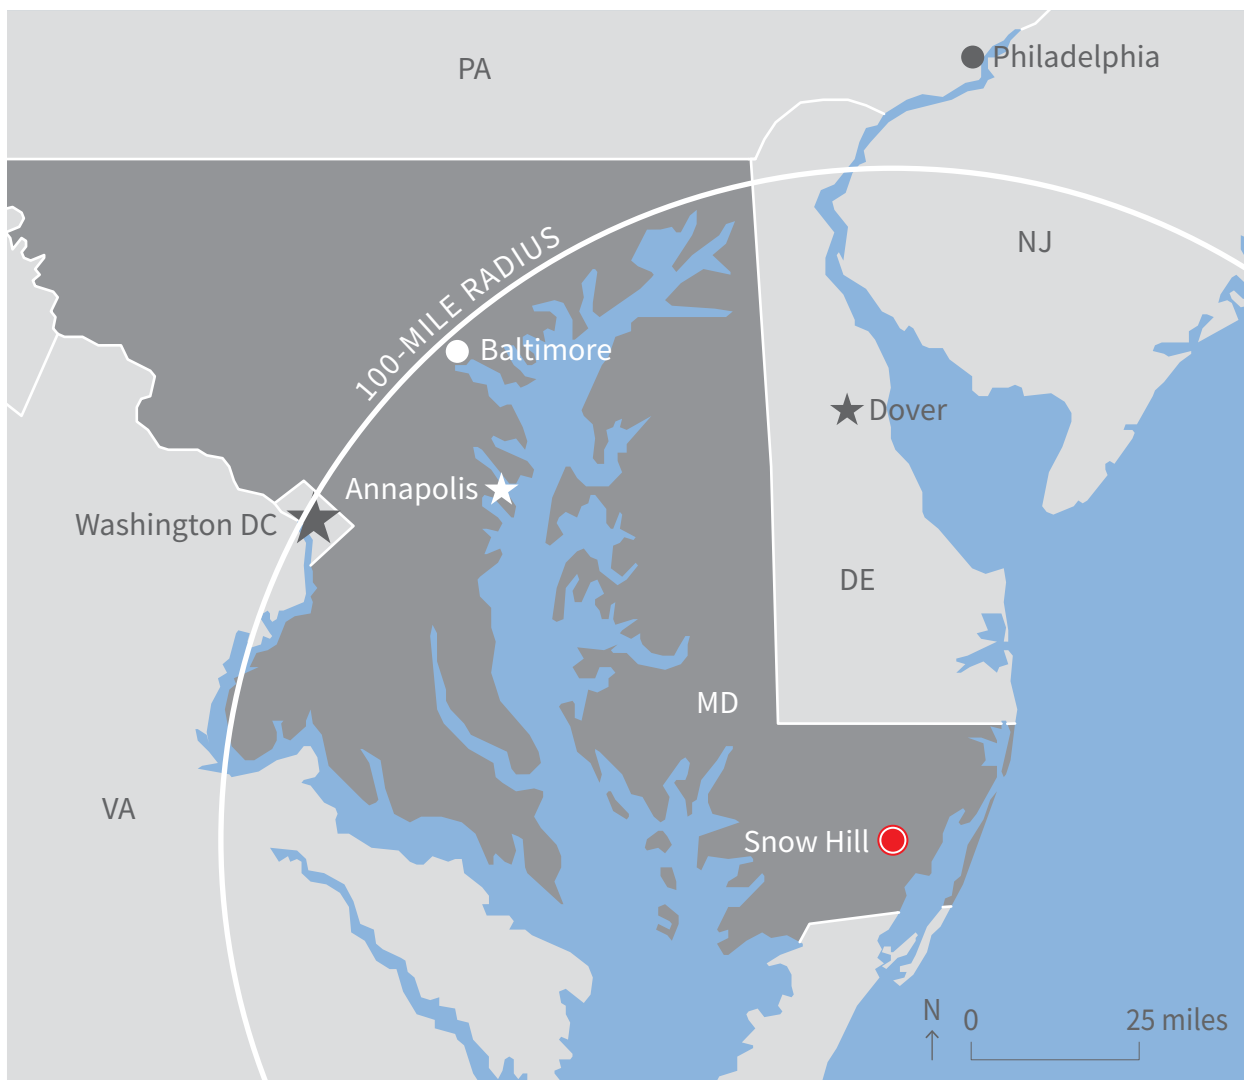 PA
Philadelphia
NJ
100-MILE RADIUS
Baltimore
Dover
Annapolis
Washington DC
DE
MD
VA
Snow Hill
N
0
25 miles